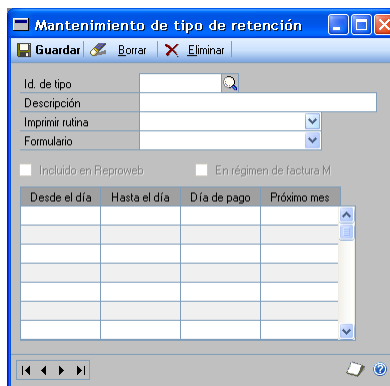 Mantenimiento de tipo de retención
Guardar Borrar Eliminar
Id. de tipo
Descripción
Imprimir rutina
Formulario
Incluido en Reproweb En régimen de factura M
Desde el día Hasta el día Día de pago Próximo mes